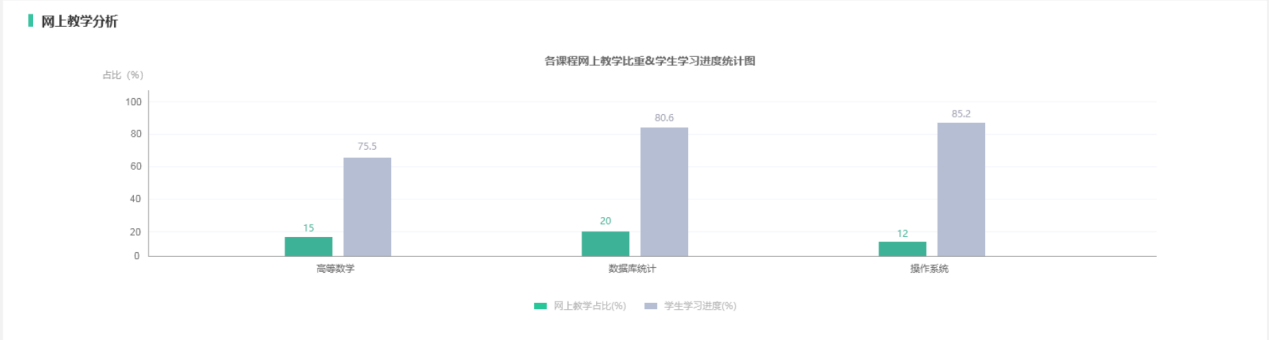 网上教学分析
各课程网上教学比重&学生学习进度统计图
占比（%）
100
80
60
40
20
0
15
75.5
20
80.6
12
85.2
高等数学
数据库统计
操作系统
网上教学占比(%)
学生学习进度(%)